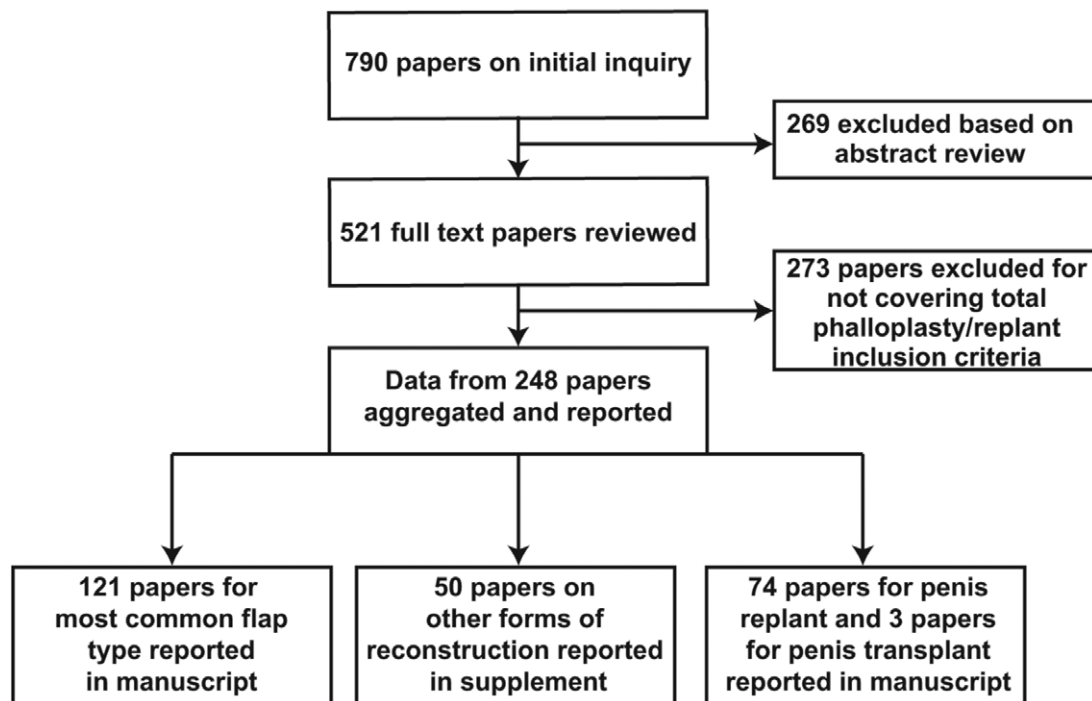 790 papers on initial inquiry
269 excluded based on
abstract review
521 full text papers reviewed
273 papers excluded for
not covering total
phalloplasty/replant
inclusion criteria
Data from 248 papers
aggregated and reported
121 papers for
most common flap
type reported
in manuscript
50 papers on
other forms of
reconstruction reported
in supplement
74 papers for penis
replant and 3 papers
for penis transplant
reported in manuscript